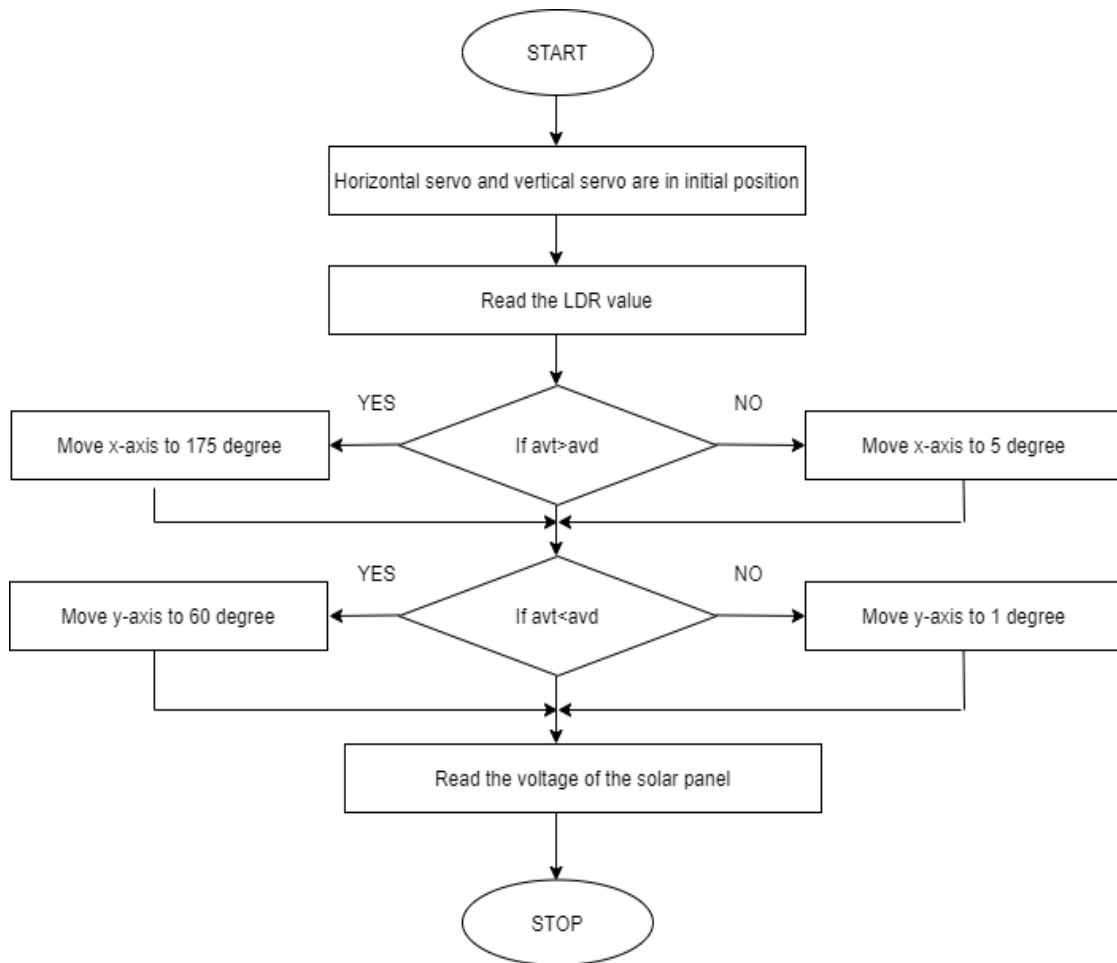 START
Horizontal servo and vertical servo are in initial position
Read the LDR value
YES
NO
Move x-axis to 175 degree
If avt>avd
Move x-axis to 5 degree
YES
NO
Move y-axis to 60 degree
If avt<avd
Move y-axis to 1 degree
Read the voltage of the solar panel
STOP